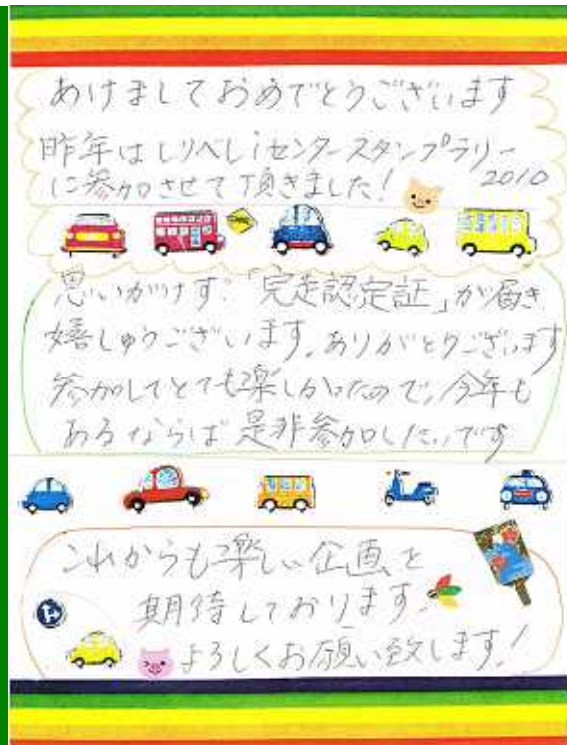 あけましておめでとうございます
昨年はしりべしiセンタースタンプラリー
に参加させて頂きました!
2010
思いがけず「完走認定証」が届き
嬉しゅうございます。ありがとうございます
参加してとても楽しかったので、今年も
あるならば是非参加したいです
これからも楽しい企画を
期待しております。
よろしくお願い致します!